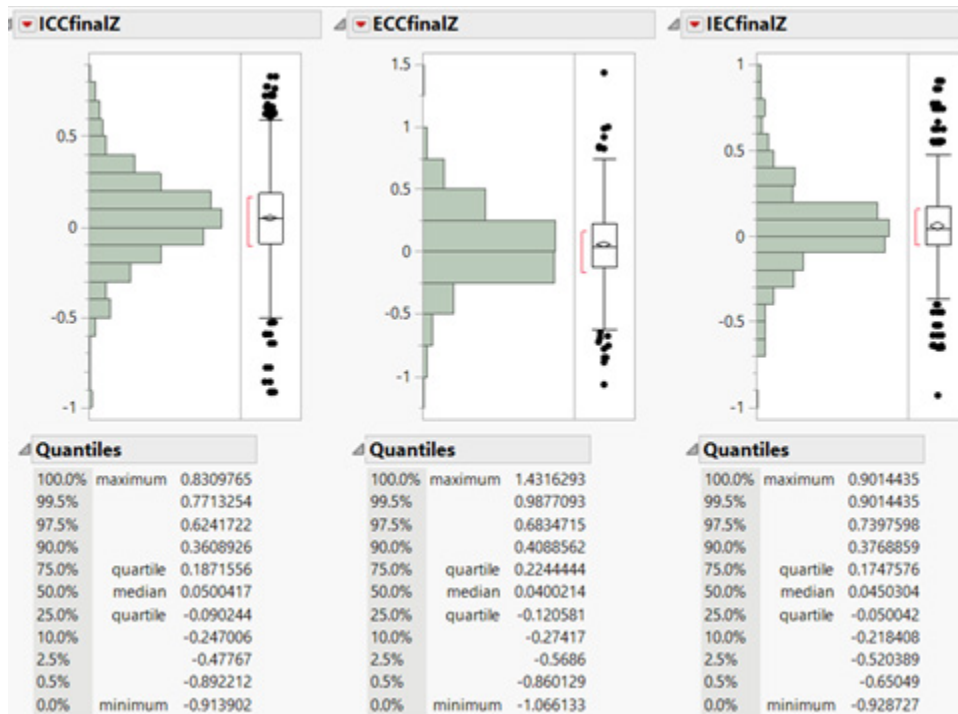 ICCfinalZ
0.5
0
-0.5
-1
Quantiles
100.0% maximum 0.8309765
99.5% 0.7713254
97.5% 0.6241722
90.0% 0.3608926
75.0% quartile 0.1871556
50.0% median 0.0500417
25.0% quartile -0.090244
10.0% -0.247006
2.5% -0.47767
0.5% -0.892212
0.0% minimum -0.913902
ECCfinalZ
1.5
1
0.5
0
-0.5
-1
Quantiles
100.0% maximum 1.4316293
99.5% 0.9877093
97.5% 0.6834715
90.0% 0.4088562
75.0% quartile 0.2244444
50.0% median 0.0400214
25.0% quartile -0.120581
10.0% -0.27417
2.5% -0.5686
0.5% -0.860129
0.0% minimum -1.066133
IECfinalZ
1
0.5
0
-0.5
-1
Quantiles
100.0% maximum 0.9014435
99.5% 0.9014435
97.5% 0.7397598
90.0% 0.3768859
75.0% quartile 0.1747576
50.0% median 0.0450304
25.0% quartile -0.050042
10.0% -0.218408
2.5% -0.520389
0.5% -0.65049
0.0% minimum -0.928727